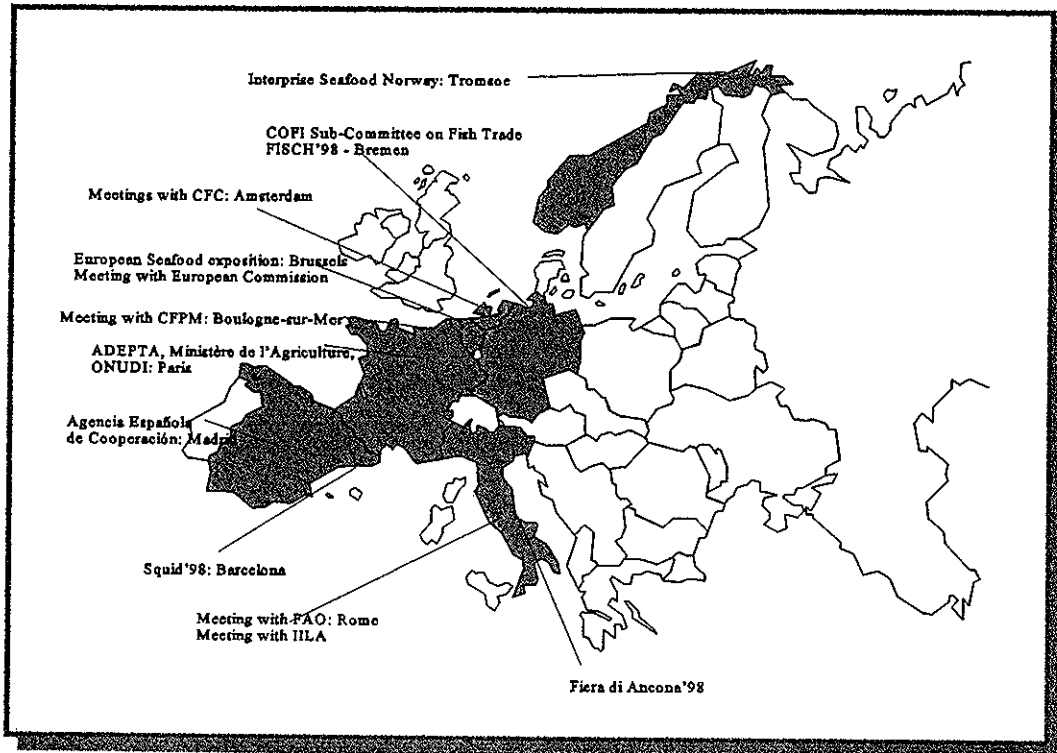 Interprise Seafood Norway: Tromsoe
COFI Sub-Committee on Fish Trade
FISCH'98 - Bremen
Meetings with CFC: Amsterdam
European Seafood exposition: Brussels
Meeting with European Commission
Meeting with CFPM: Boulogne-sur-Mer
ADEPTA, Ministère de l'Agriculture,
ONUDI: Paris
Agencia Española
de Cooperación: Madrid
Squid'98: Barcelona
Meeting with FAO: Rome
Meeting with IILA
Fiera di Ancona'98